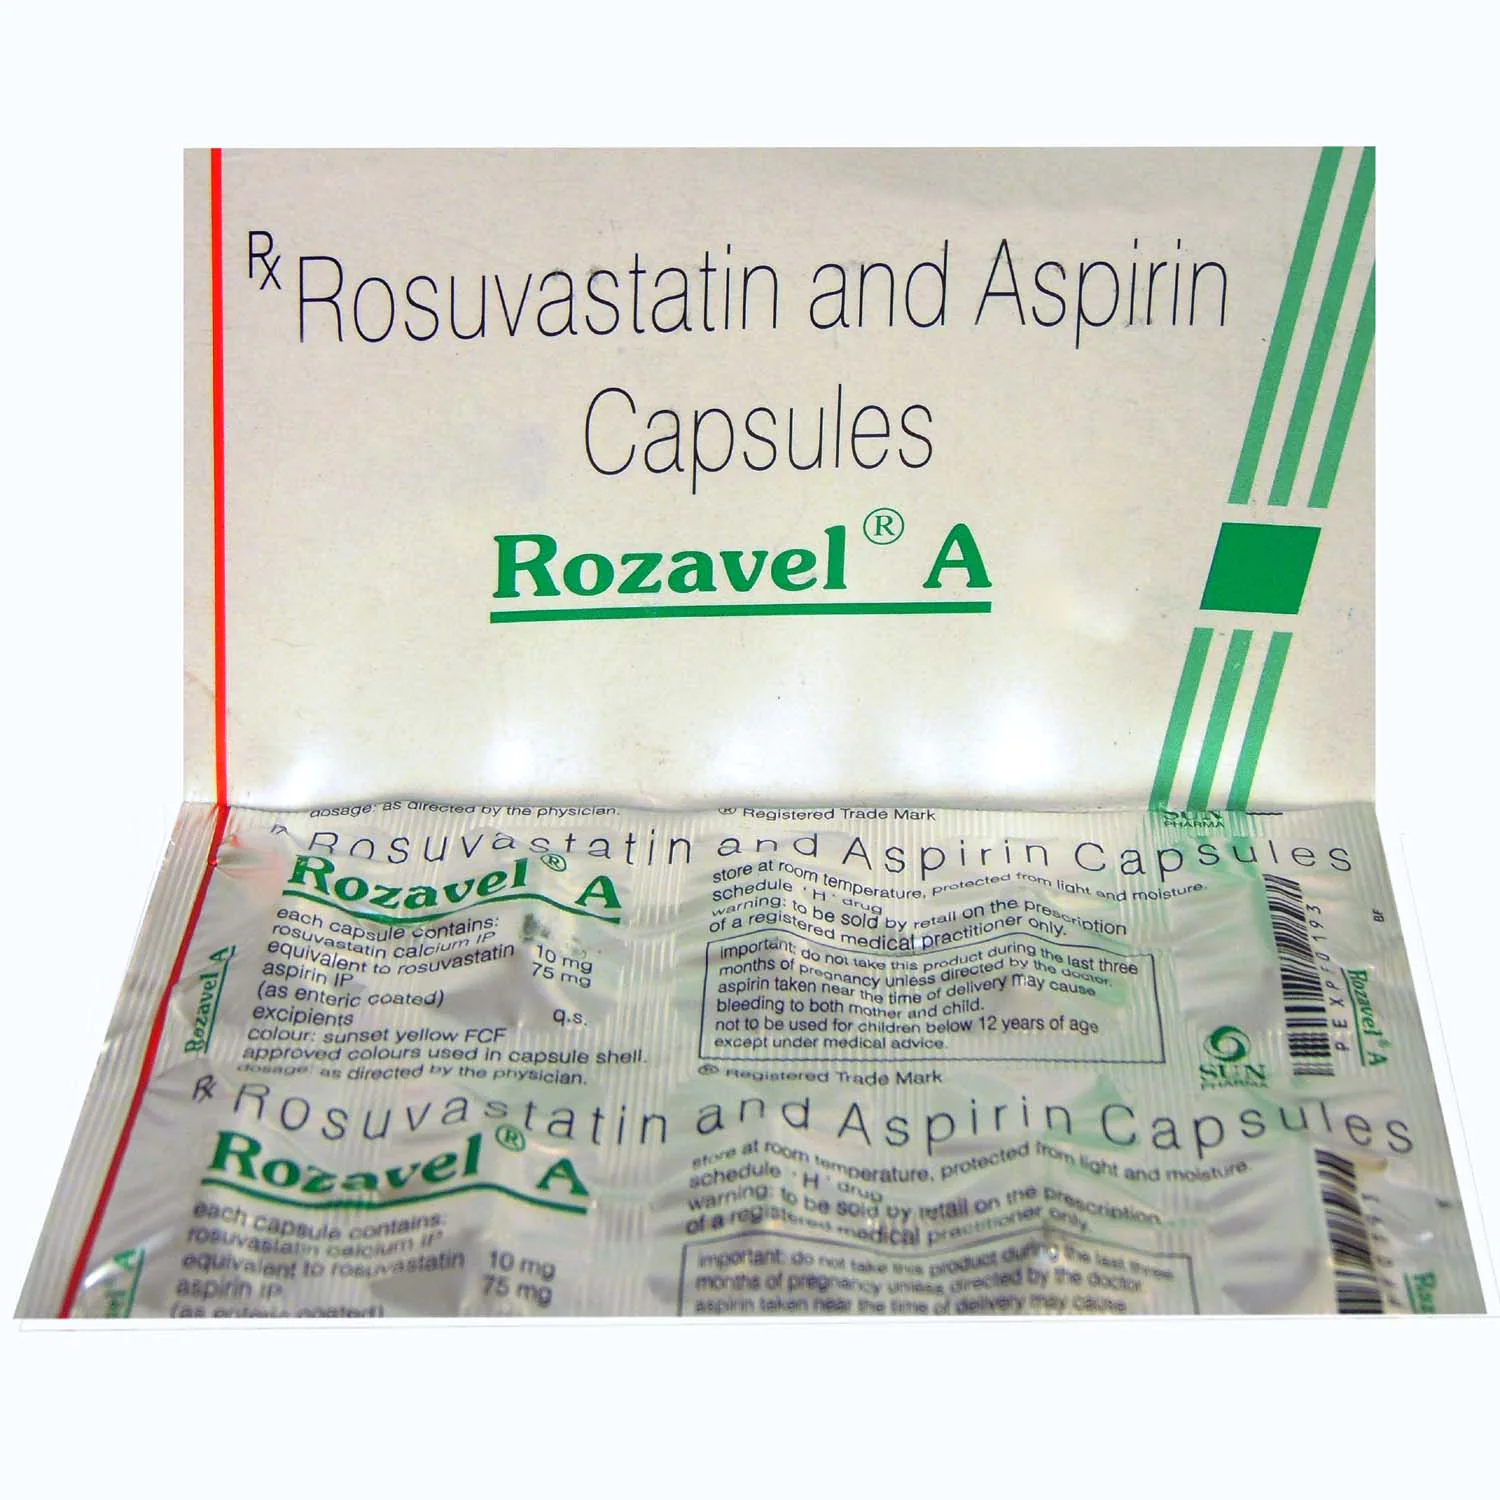 Rx Rosuvastatin and Aspirin
Capsules
Rozavel® A
dosage: as directed by the physician.
® Registered Trade Mark
SUN
PHARMA
Rx Rosuvastatin and Aspirin Capsules
Rozavel® A
each capsule contains:
rosuvastatin calcium IP
equivalent to rosuvastatin 10 mg
aspirin IP 75 mg
(as enteric coated)
excipients q.s.
colour: sunset yellow FCF
approved colours used in capsule shell.
dosage: as directed by the physician.
store at room temperature, protected from light and moisture.
schedule 'H' drug
warning: to be sold by retail on the prescription
of a registered medical practitioner only.
important: do not take this product during the last three
months of pregnancy unless directed by the doctor.
aspirin taken near the time of delivery may cause
bleeding to both mother and child.
not to be used for children below 12 years of age
except under medical advice.
® Registered Trade Mark
Rozavel A
SUN
PHARMA
PEXPF0193
BF
Rozavel® A
Rx Rosuvastatin and Aspirin Capsules
Rozavel® A
each capsule contains:
rosuvastatin calcium IP
equivalent to rosuvastatin 10 mg
aspirin IP 75 mg
(as enteric coated)
store at room temperature, protected from light and moisture.
schedule 'H' drug
warning: to be sold by retail on the prescription
of a registered medical practitioner only.
important: do not take this product during the last three
months of pregnancy unless directed by the doctor.
aspirin taken near the time of delivery may cause